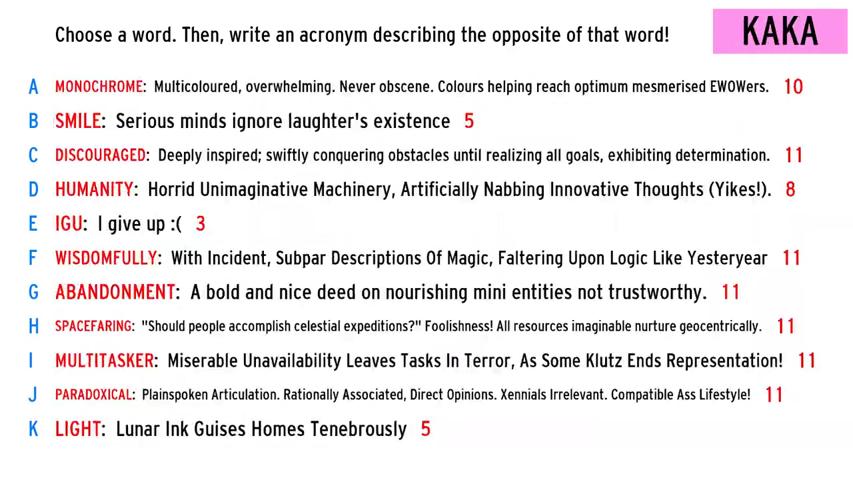 Choose a word. Then, write an acronym describing the opposite of that word!
KAKA
A MONOCHROME: Multicoloured, overwhelming. Never obscene. Colours helping reach optimum mesmerised EWOWers. 10
B SMILE: Serious minds ignore laughter's existence 5
C DISCOURAGED: Deeply inspired; swiftly conquering obstacles until realizing all goals, exhibiting determination. 11
D HUMANITY: Horrid Unimaginative Machinery, Artificially Nabbing Innovative Thoughts (Yikes!). 8
E IGU: I give up :( 3
F WISDOMFULLY: With Incident, Subpar Descriptions Of Magic, Faltering Upon Logic Like Yesteryear 11
G ABANDONMENT: A bold and nice deed on nourishing mini entities not trustworthy. 11
H SPACEFARING: "Should people accomplish celestial expeditions?" Foolishness! All resources imaginable nurture geocentrically. 11
I MULTITASKER: Miserable Unavailability Leaves Tasks In Terror, As Some Klutz Ends Representation! 11
J PARADOXICAL: Plainspoken Articulation. Rationally Associated, Direct Opinions. Xennials Irrelevant. Compatible Ass Lifestyle! 11
K LIGHT: Lunar Ink Guises Homes Tenebrously 5